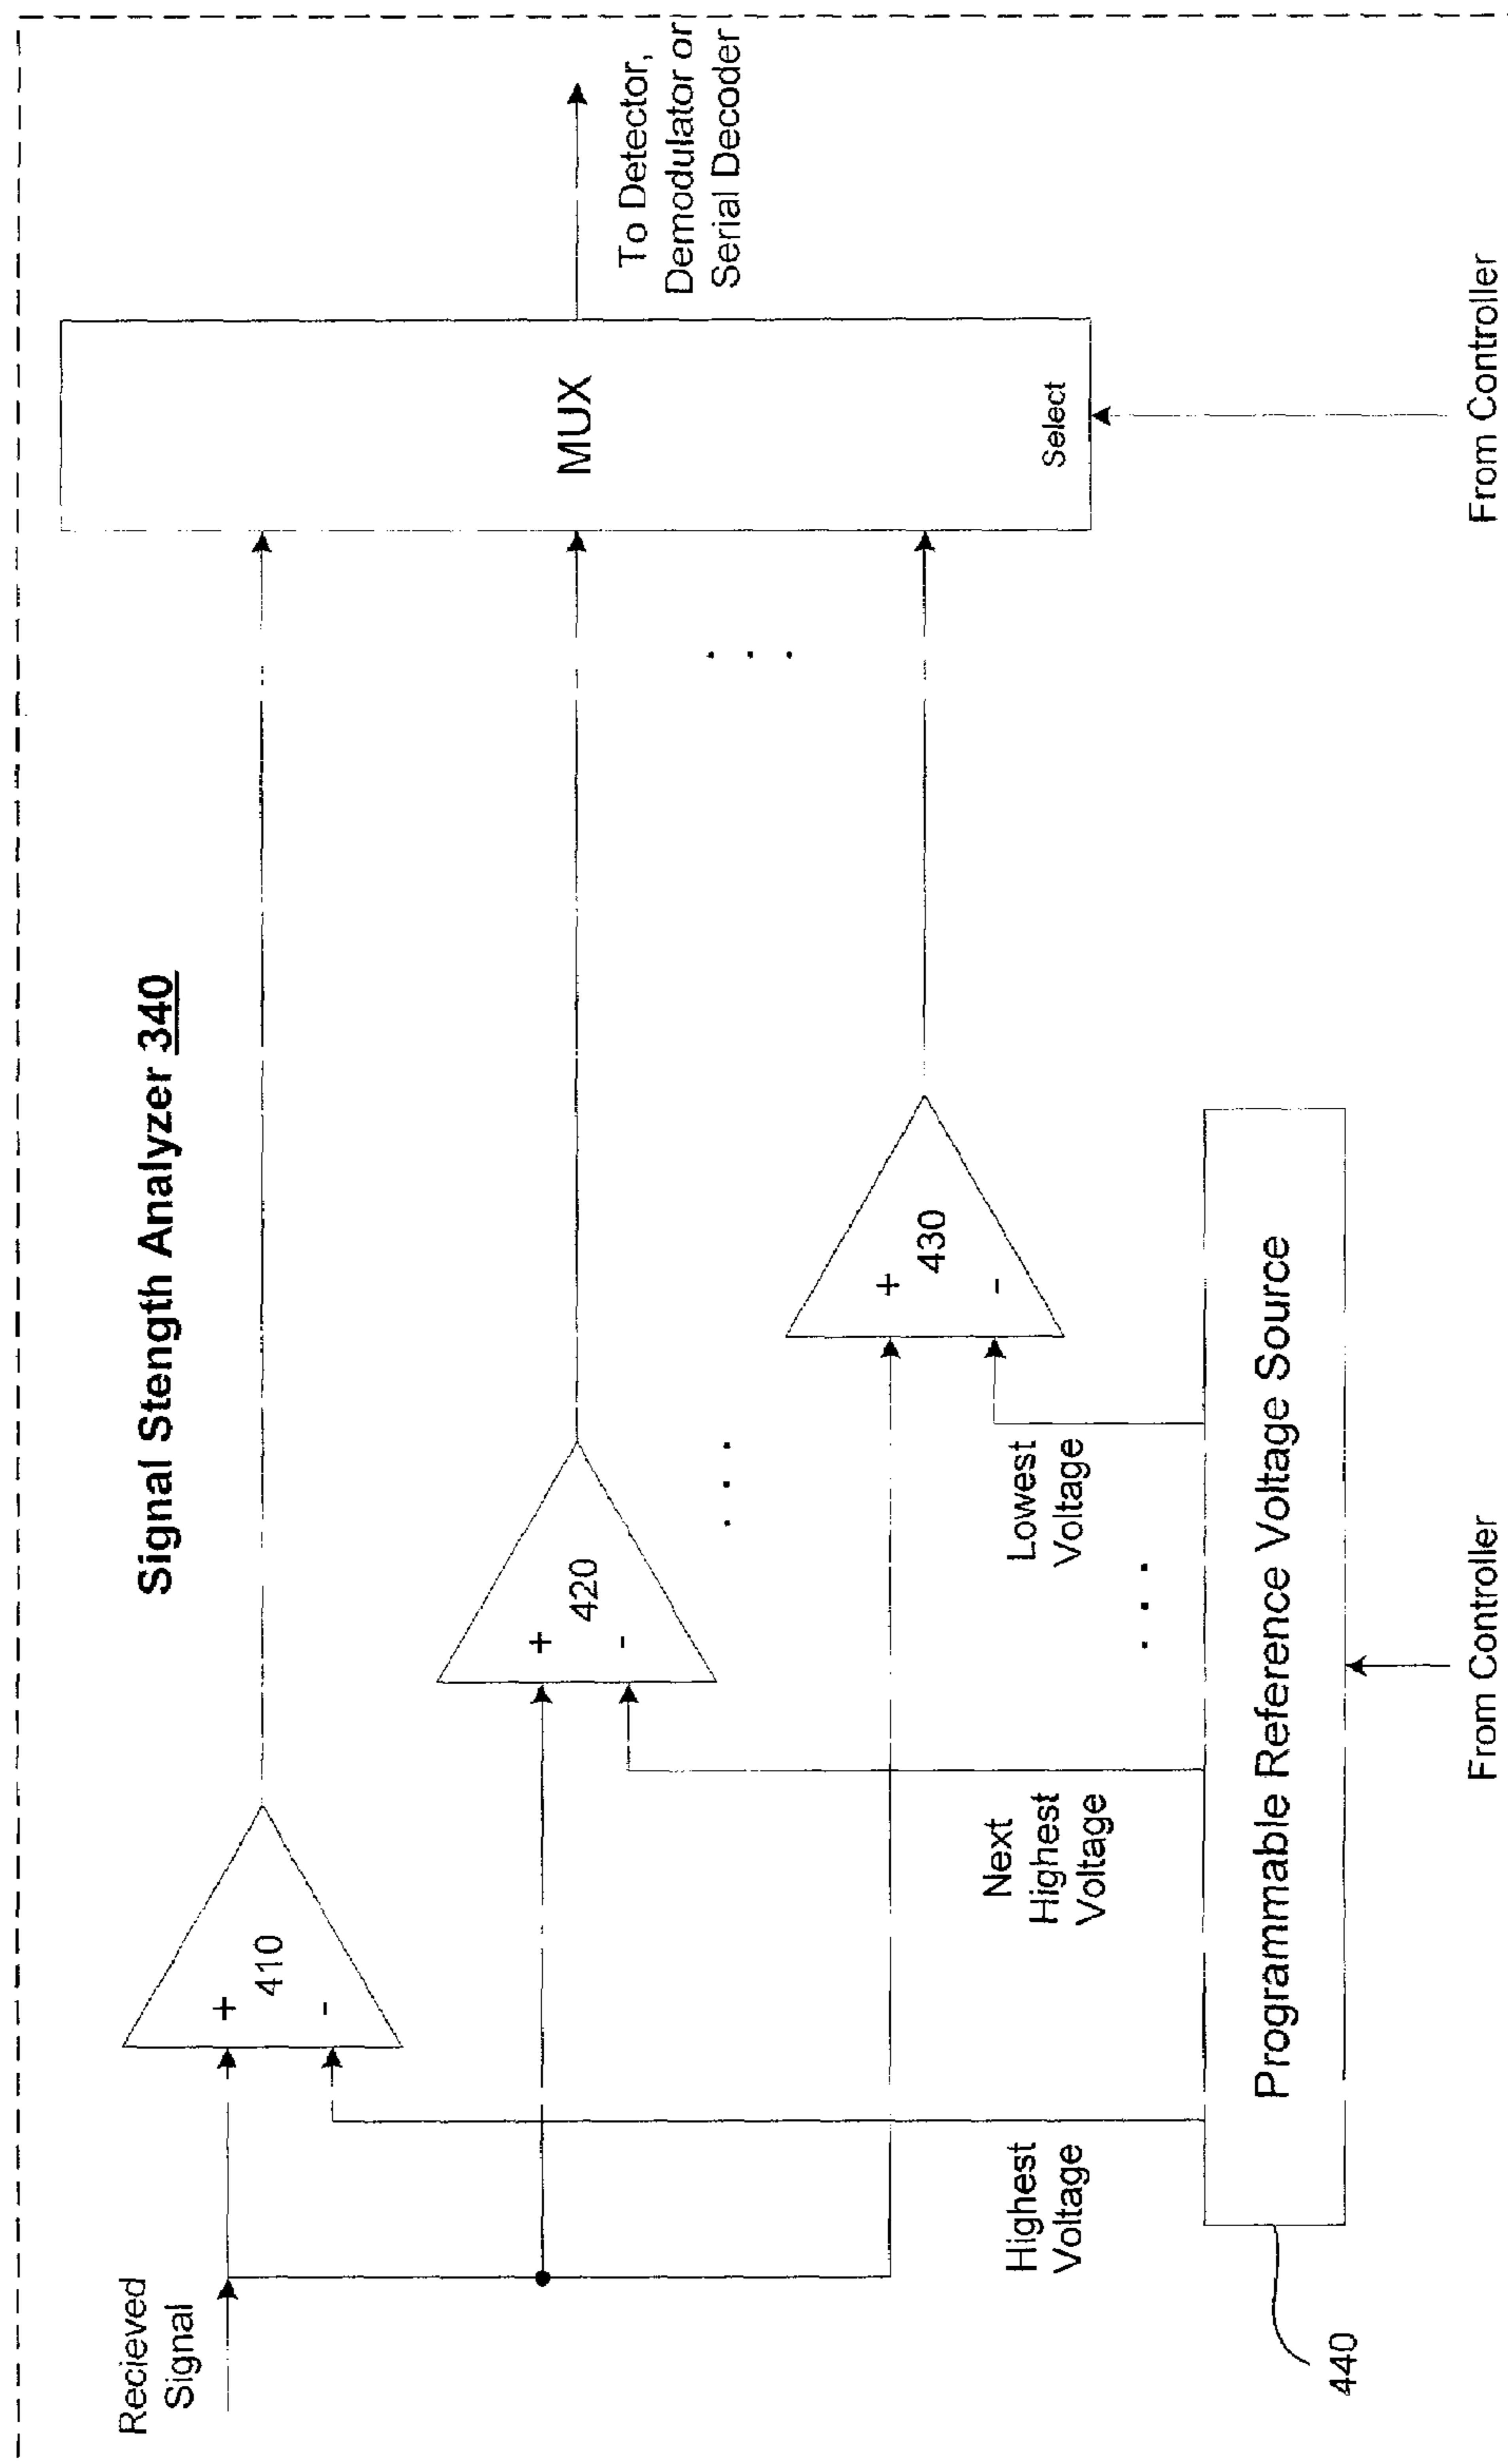 Signal Stength Analyzer 340
Recieved
Signal
+
410
-
+
420
-
+
430
-
. . .
. . .
MUX
Select
To Detector,
Demodulator or
Serial Decoder
Highest
Voltage
Next
Highest
Voltage
. . .
Lowest
Voltage
Programmable Reference Voltage Source
440
From Controller
From Controller